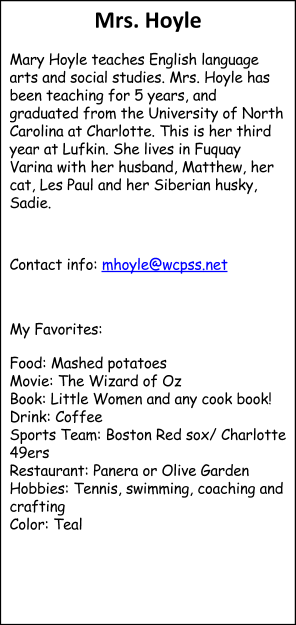 Mrs. Hoyle
Mary Hoyle teaches English language
arts and social studies. Mrs. Hoyle has
been teaching for 5 years, and
graduated from the University of North
Carolina at Charlotte. This is her third
year at Lufkin. She lives in Fuquay
Varina with her husband, Matthew, her
cat, Les Paul and her Siberian husky,
Sadie.
Contact info: mhoyle@wcpss.net
My Favorites:
Food: Mashed potatoes
Movie: The Wizard of Oz
Book: Little Women and any cook book!
Drink: Coffee
Sports Team: Boston Red sox/ Charlotte
49ers
Restaurant: Panera or Olive Garden
Hobbies: Tennis, swimming, coaching and
crafting
Color: Teal